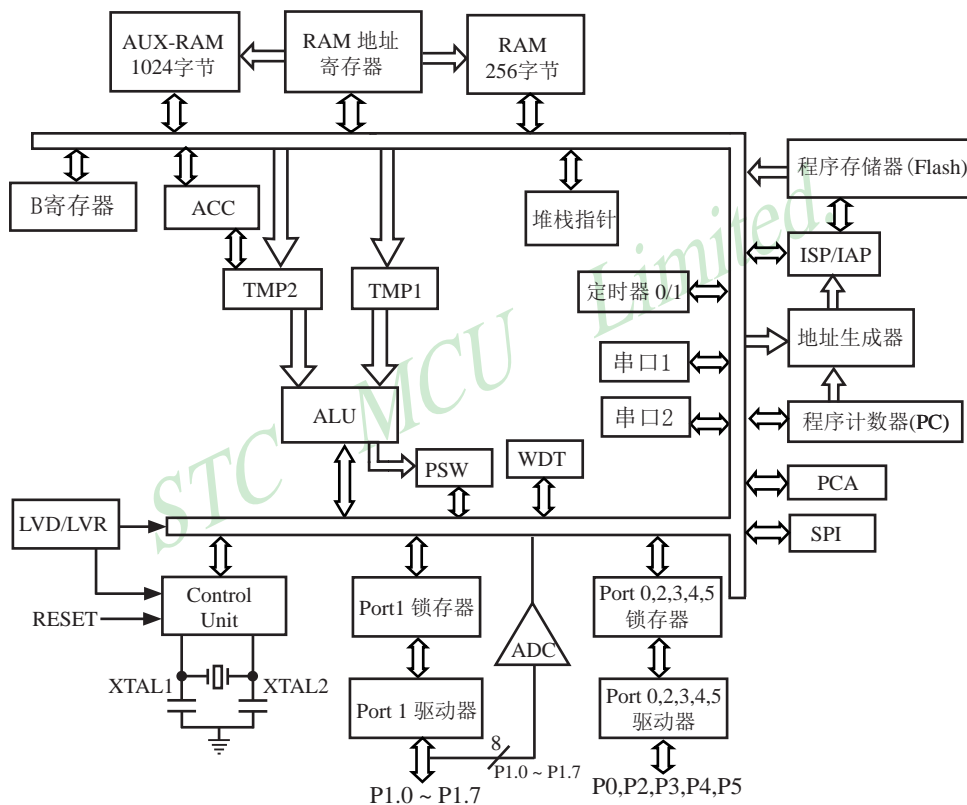 AUX-RAM
1024字节
RAM 地址
寄存器
RAM
256字节
程序存储器(Flash)
B寄存器
ACC
堆栈指针
ISP/IAP
TMP2
TMP1
定时器 0/1
地址生成器
串口1
ALU
串口2
程序计数器(PC)
PSW
WDT
PCA
LVD/LVR
SPI
Control
Unit
RESET
Port1 锁存器
ADC
Port 0,2,3,4,5
锁存器
XTAL1
XTAL2
Port 1 驱动器
Port 0,2,3,4,5
驱动器
8
P1.0 ~ P1.7
P1.0 ~ P1.7
P0,P2,P3,P4,P5
STC MCU Limited.